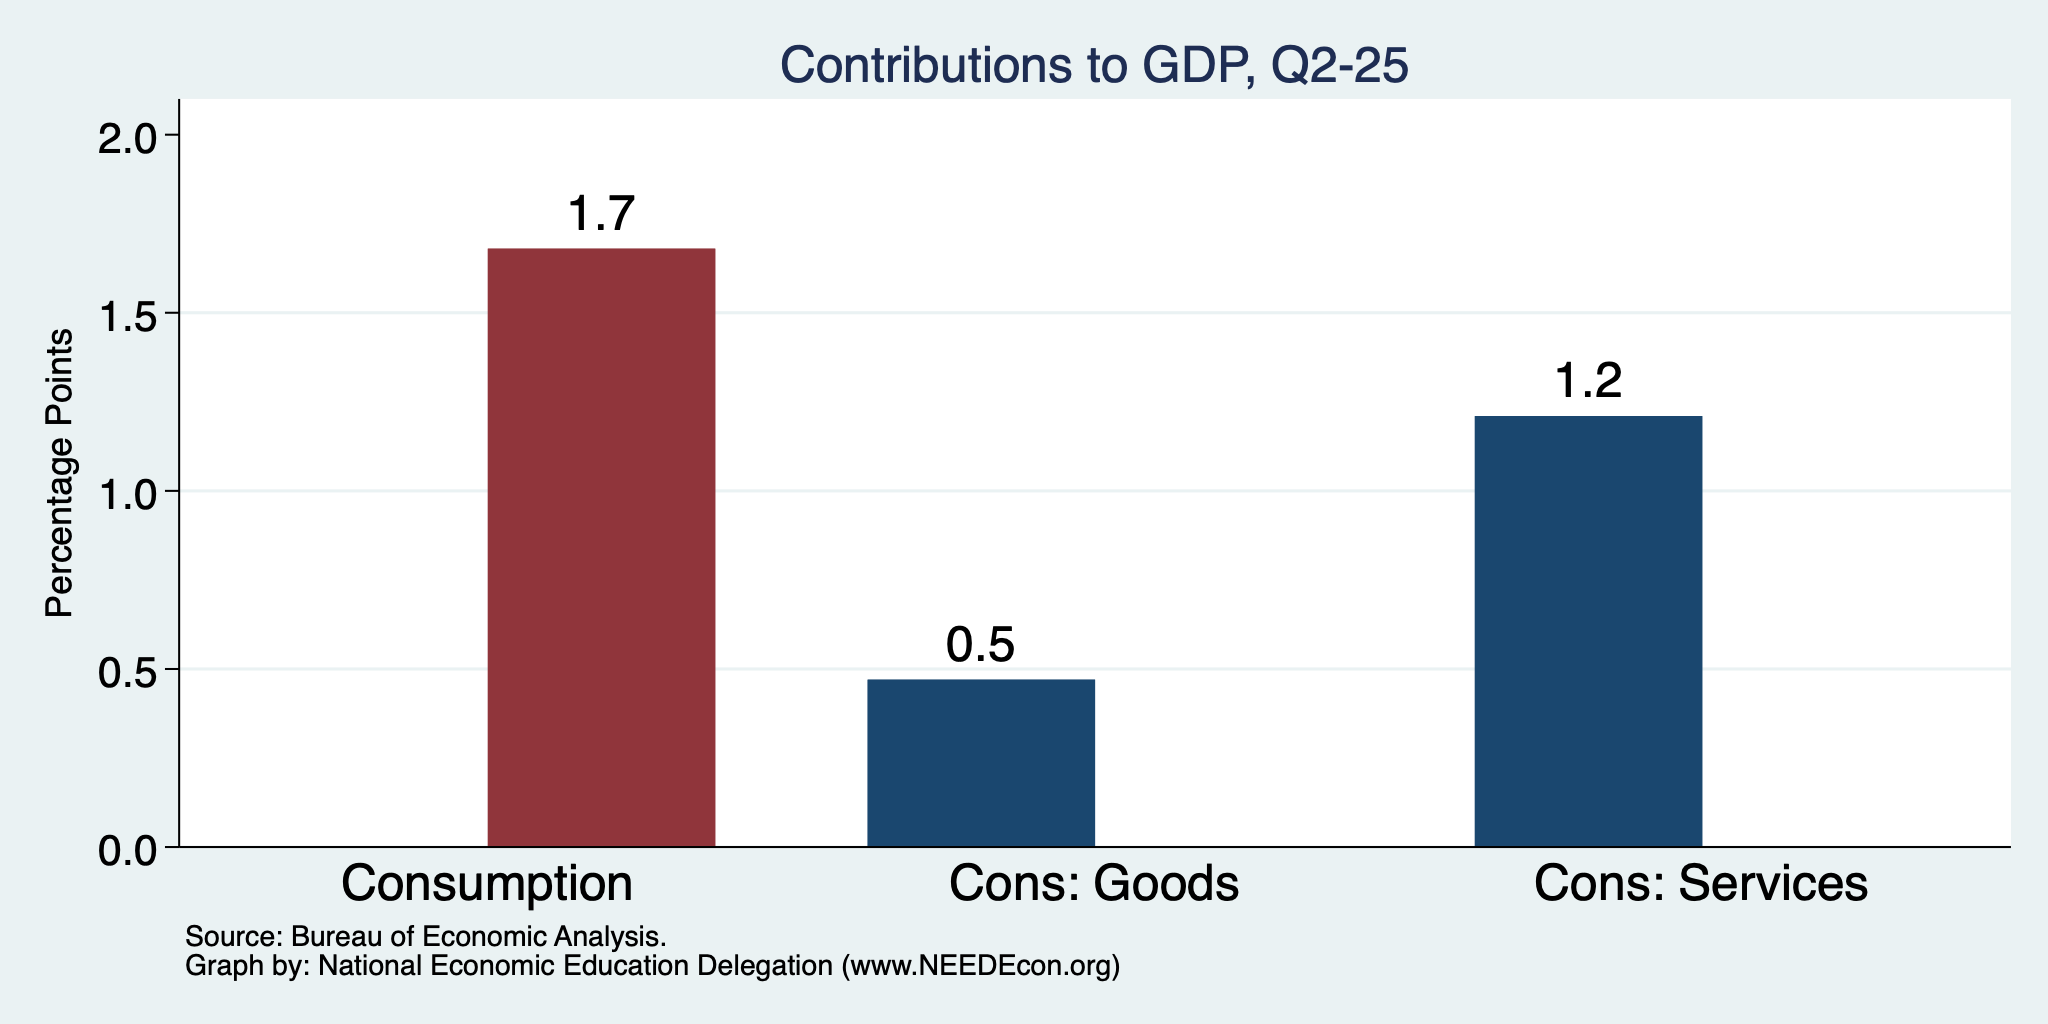 Contributions to GDP, Q2-25
Percentage Points
2.0
1.5
1.0
0.5
0.0
1.7
0.5
1.2
Consumption
Cons: Goods
Cons: Services
Source: Bureau of Economic Analysis.
Graph by: National Economic Education Delegation (www.NEEDEcon.org)